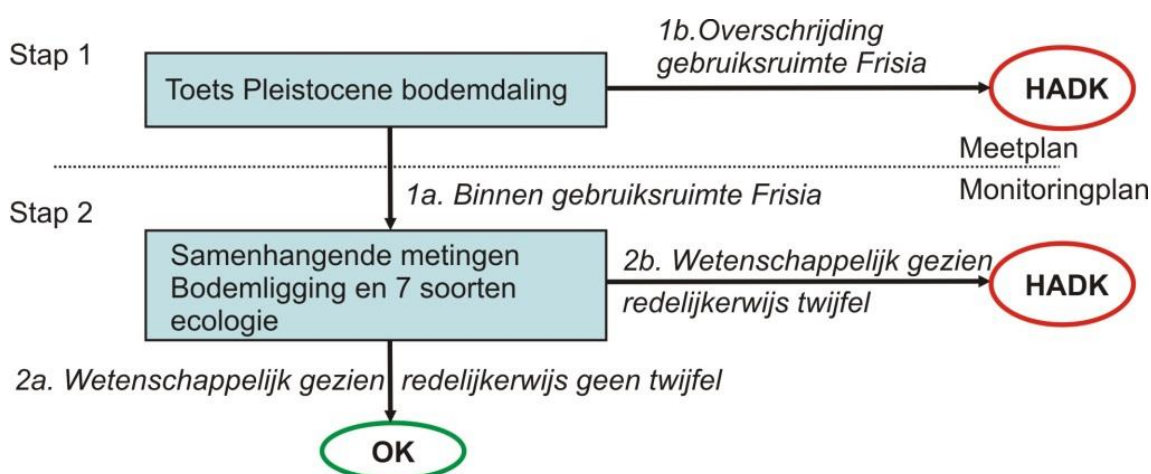 Stap 1
Toets Pleistocene bodemdaling
1b.Overschrijding
gebruiksruimte Frisia
HADK
Meetplan
Monitoringplan
1a. Binnen gebruiksruimte Frisia
Stap 2
Samenhangende metingen
Bodemligging en 7 soorten
ecologie
2b. Wetenschappelijk gezien
redelijkerwijs twijfel
HADK
2a. Wetenschappelijk gezien redelijkerwijs geen twijfel
OK